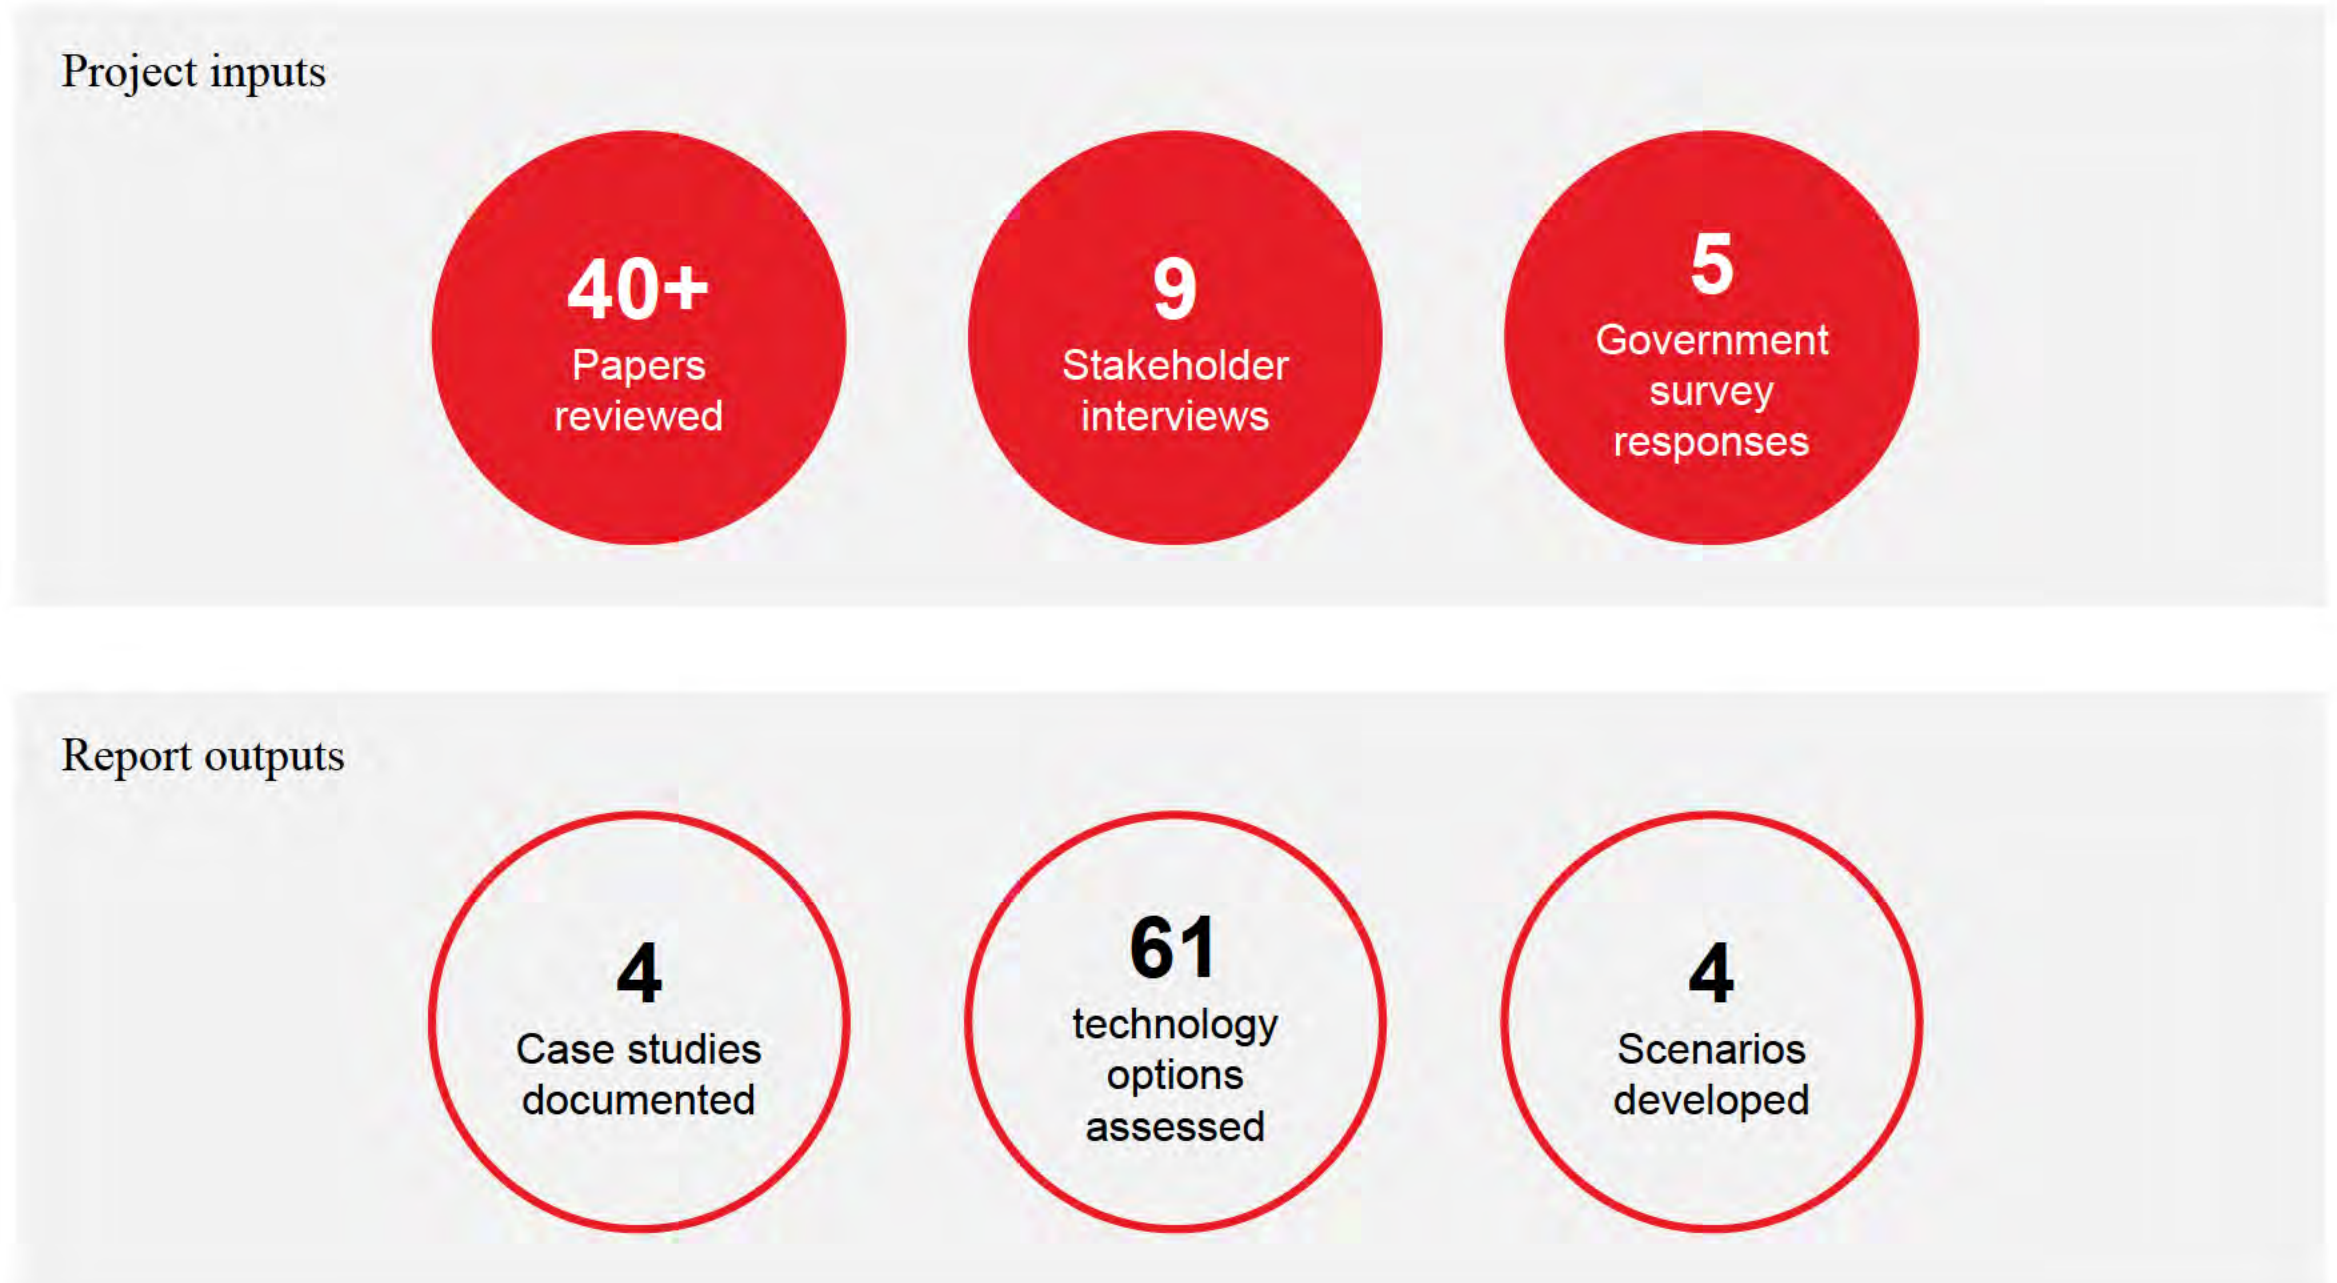 Project inputs
40+
Papers
reviewed
9
Stakeholder
interviews
5
Government
survey
responses
Report outputs
4
Case studies
documented
61
technology
options
assessed
4
Scenarios
developed